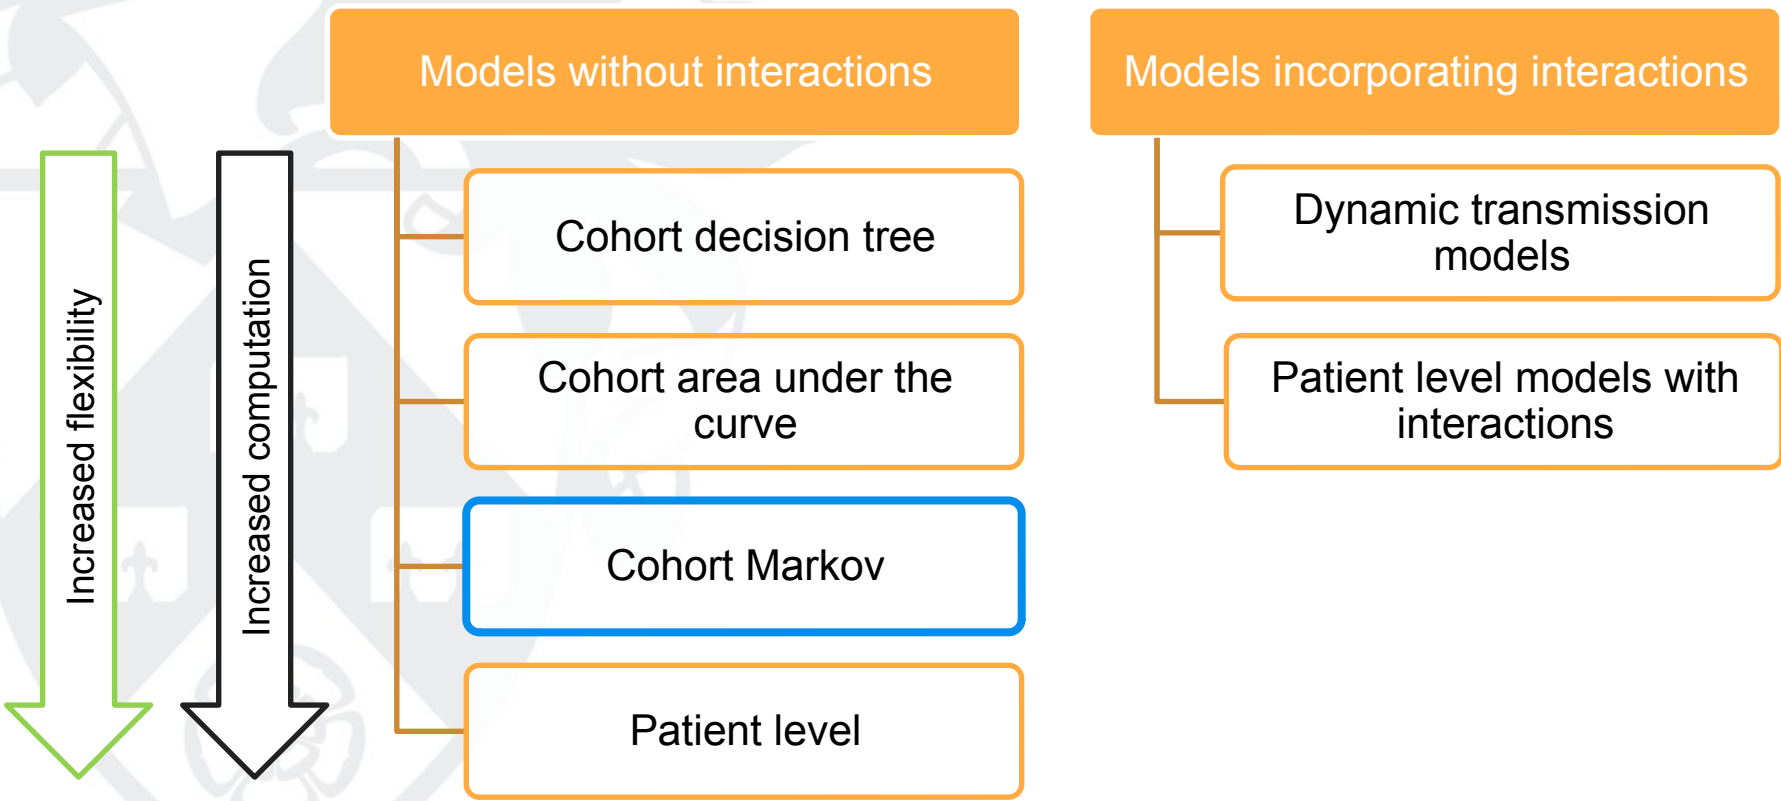 Models without interactions
Models incorporating interactions
Increased flexibility
Increased computation
Cohort decision tree
Cohort area under the
curve
Cohort Markov
Patient level
Dynamic transmission
models
Patient level models with
interactions